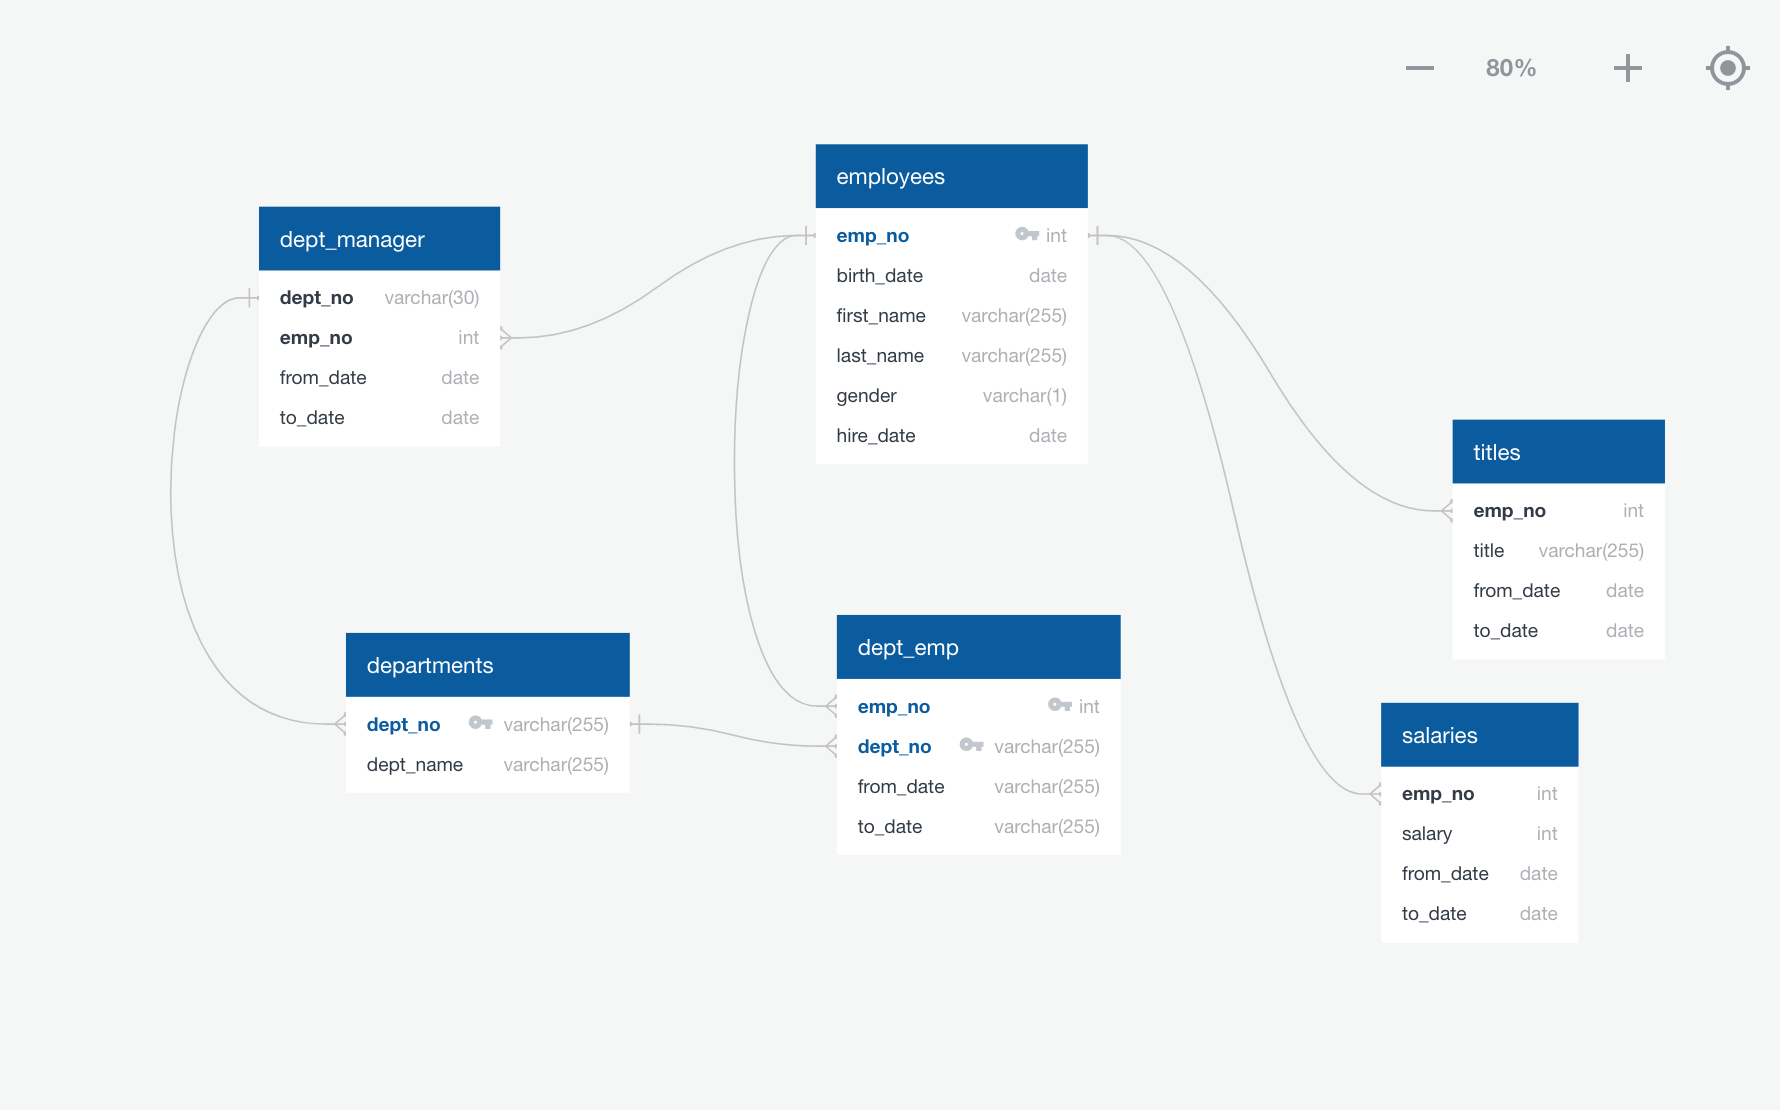 80%
employees
emp_no int
birth_date date
first_name varchar(255)
last_name varchar(255)
gender varchar(1)
hire_date date
dept_manager
dept_no varchar(30)
emp_no int
from_date date
to_date date
titles
emp_no int
title varchar(255)
from_date date
to_date date
departments
dept_no varchar(255)
dept_name varchar(255)
dept_emp
emp_no int
dept_no varchar(255)
from_date varchar(255)
to_date varchar(255)
salaries
emp_no int
salary int
from_date date
to_date date